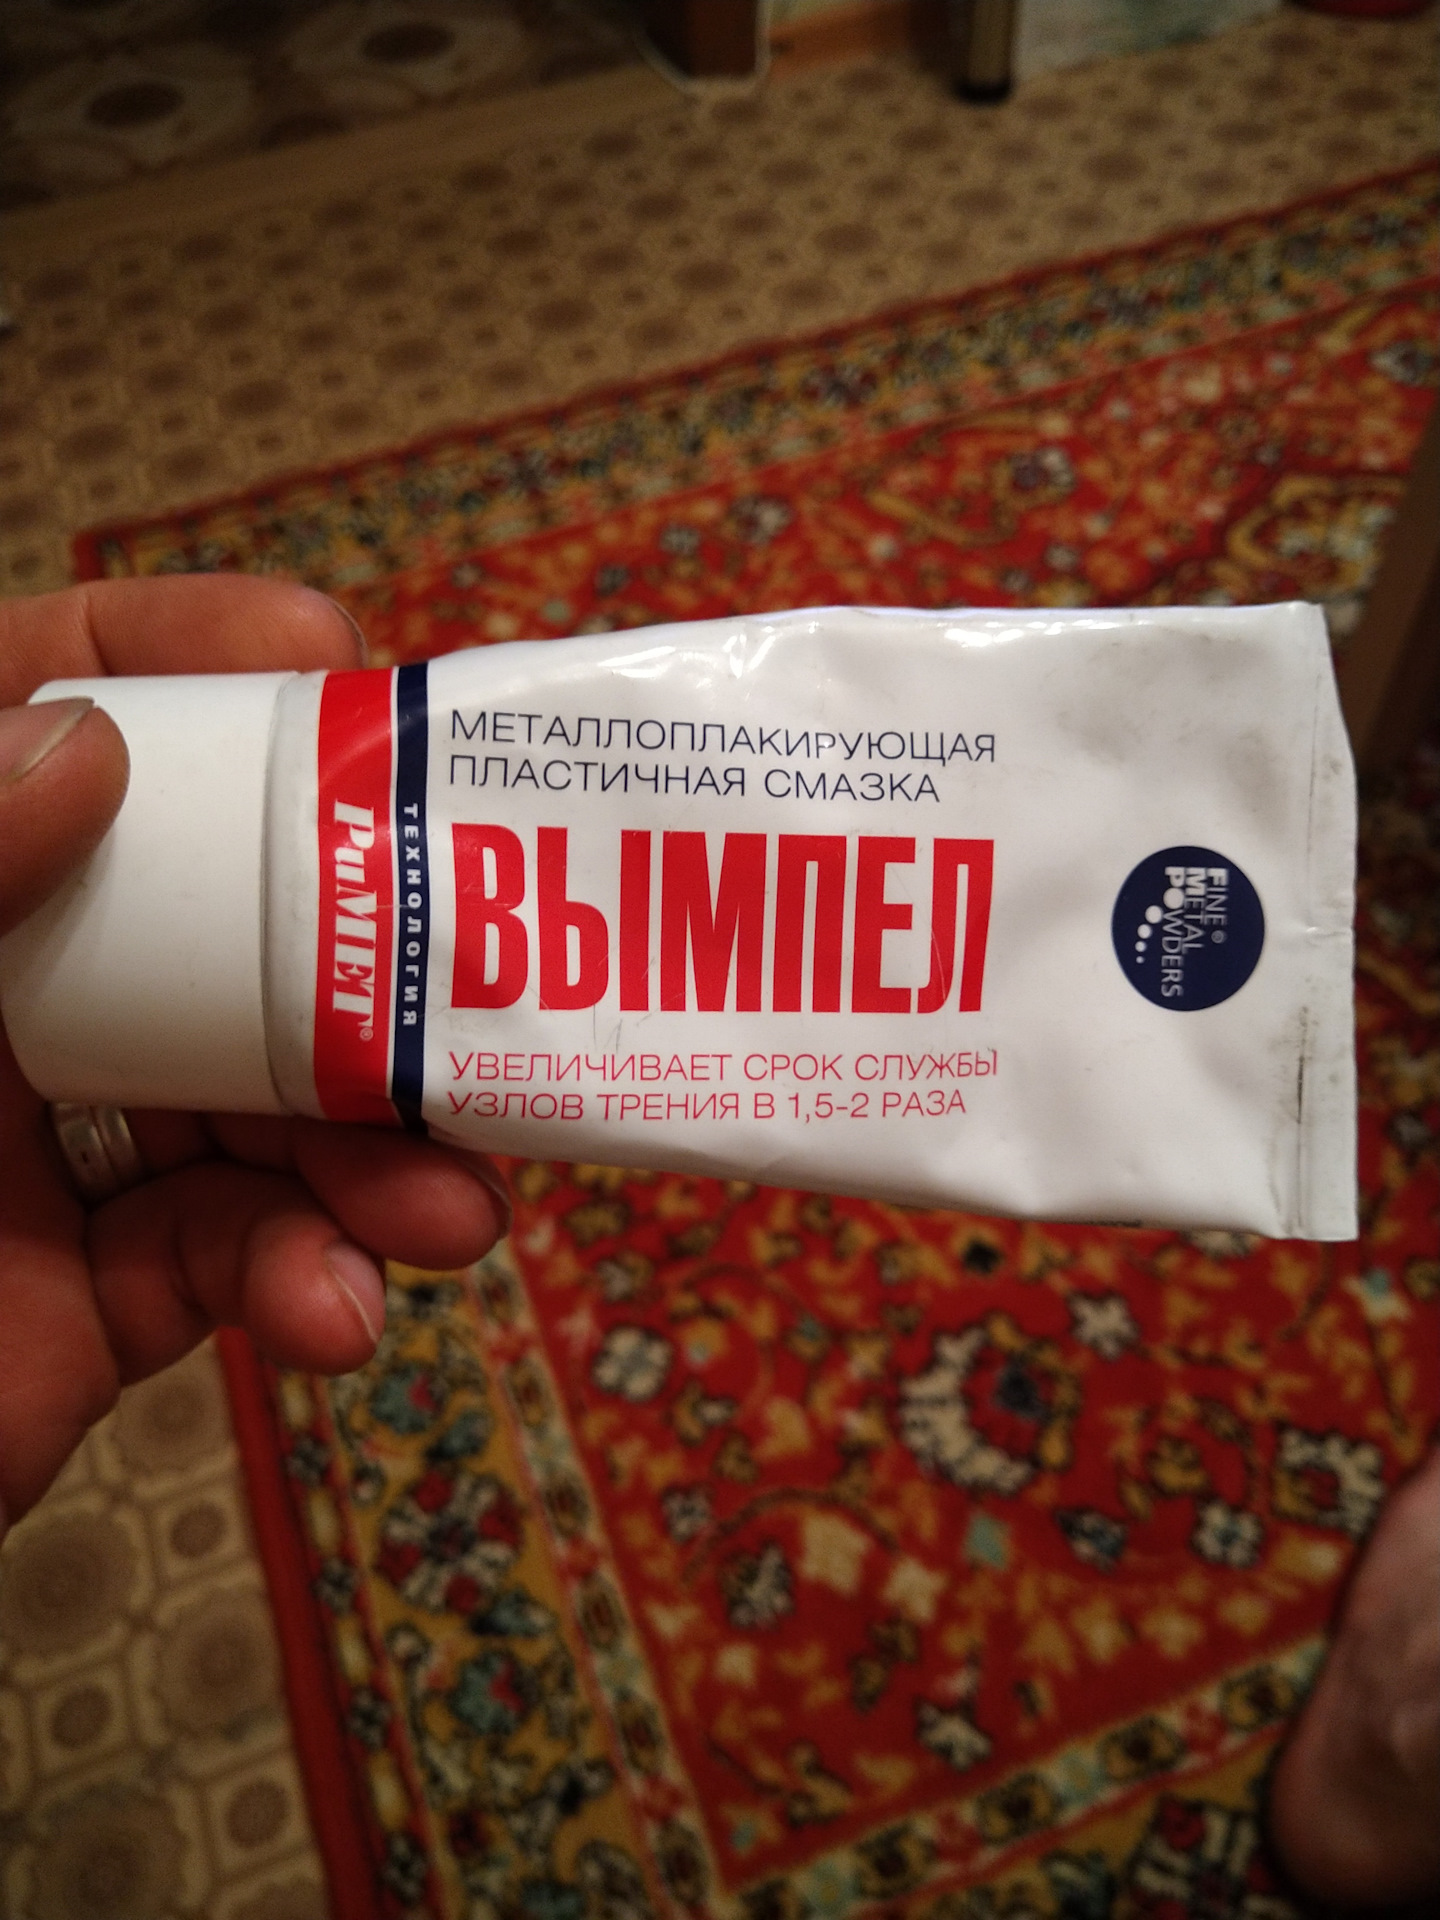 МЕТАЛЛОПЛАКИРУЮЩАЯ
ПЛАСТИЧНАЯ СМАЗКА
ВЫМПЕЛ
УВЕЛИЧИВАЕТ СРОК СЛУЖБЫ
УЗЛОВ ТРЕНИЯ В 1,5-2 РАЗА
РиМЕТ®
ТЕХНОЛОГИЯ
FINE®
METAL
POWDERS